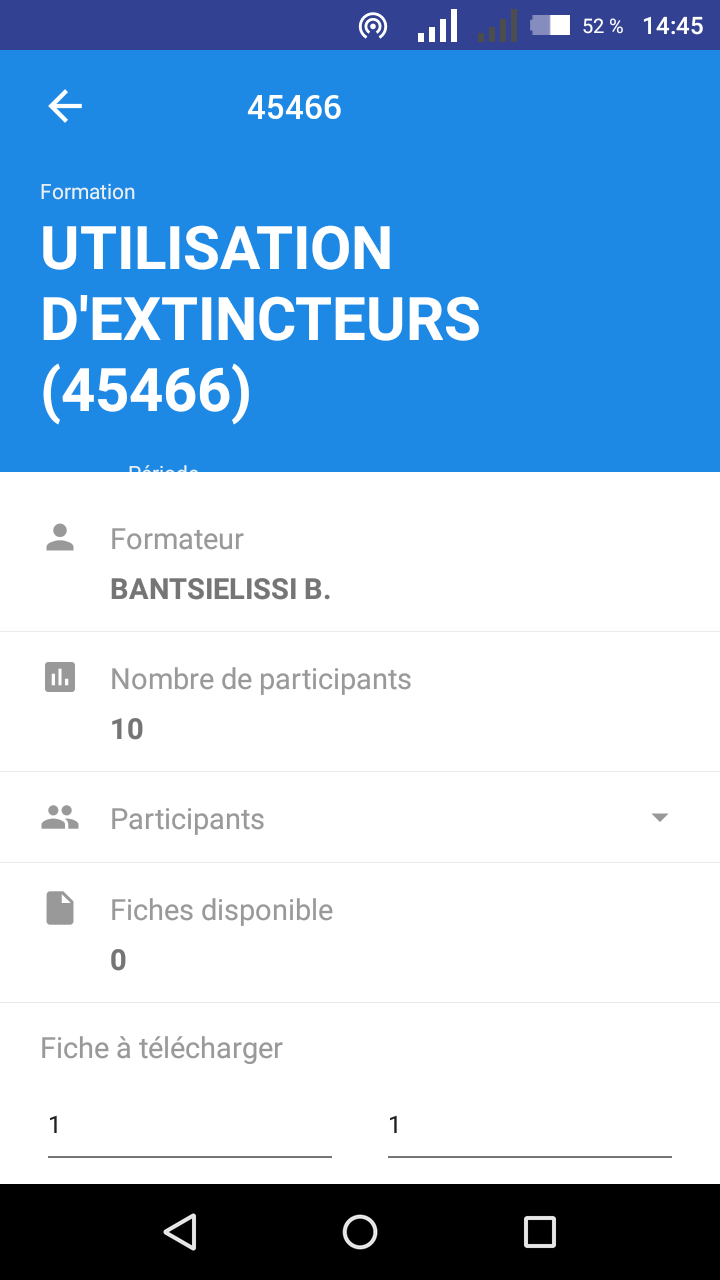 52 % 14:45
45466
Formation
UTILISATION
D'EXTINCTEURS
(45466)
Période
Formateur
BANTSIELISSI B.
Nombre de participants
10
Participants
Fiches disponible
0
Fiche à télécharger
1 1